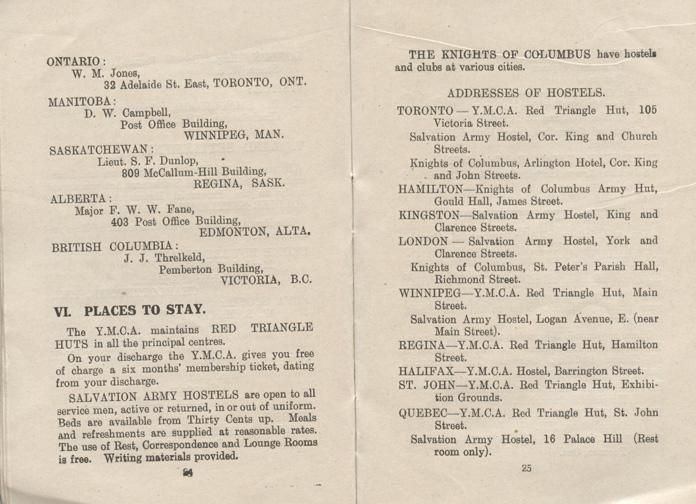 ONTARIO:
W. M. Jones,
32 Adelaide St. East, TORONTO, ONT.
MANITOBA:
D. W. Campbell,
Post Office Building,
WINNIPEG, MAN.
SASKATCHEWAN:
Lieut. S. F. Dunlop,
809 McCallum-Hill Building,
REGINA, SASK.
ALBERTA:
Major F. W. W. Fane,
403 Post Office Building,
EDMONTON, ALTA.
BRITISH COLUMBIA:
J. J. Threlkeld,
Pemberton Building,
VICTORIA, B.C.
VI. PLACES TO STAY.
The Y.M.C.A. maintains RED TRIANGLE
HUTS in all the principal centres.
On your discharge the Y.M.C.A. gives you free
of charge a six months' membership ticket, dating
from your discharge.
SALVATION ARMY HOSTELS are open to all
service men, active or returned, in or out of uniform.
Beds are available from Thirty Cents up. Meals
and refreshments are supplied at reasonable rates.
The use of Rest, Correspondence and Lounge Rooms
is free. Writing materials provided.
24
THE KNIGHTS OF COLUMBUS have hostels
and clubs at various cities.
ADDRESSES OF HOSTELS.
TORONTO — Y.M.C.A. Red Triangle Hut, 105
Victoria Street.
Salvation Army Hostel, Cor. King and Church
Streets.
Knights of Columbus, Arlington Hotel, Cor. King
and John Streets.
HAMILTON—Knights of Columbus Army Hut,
Gould Hall, James Street.
KINGSTON—Salvation Army Hostel, King and
Clarence Streets.
LONDON — Salvation Army Hostel, York and
Clarence Streets.
Knights of Columbus, St. Peter's Parish Hall,
Richmond Street.
WINNIPEG—Y.M.C.A. Red Triangle Hut, Main
Street.
Salvation Army Hostel, Logan Avenue, E. (near
Main Street).
REGINA—Y.M.C.A. Red Triangle Hut, Hamilton
Street.
HALIFAX—Y.M.C.A. Hostel, Barrington Street.
ST. JOHN—Y.M.C.A. Red Triangle Hut, Exhibi-
tion Grounds.
QUEBEC—Y.M.C.A. Red Triangle Hut, St. John
Street.
Salvation Army Hostel, 16 Palace Hill (Rest
room only).
25